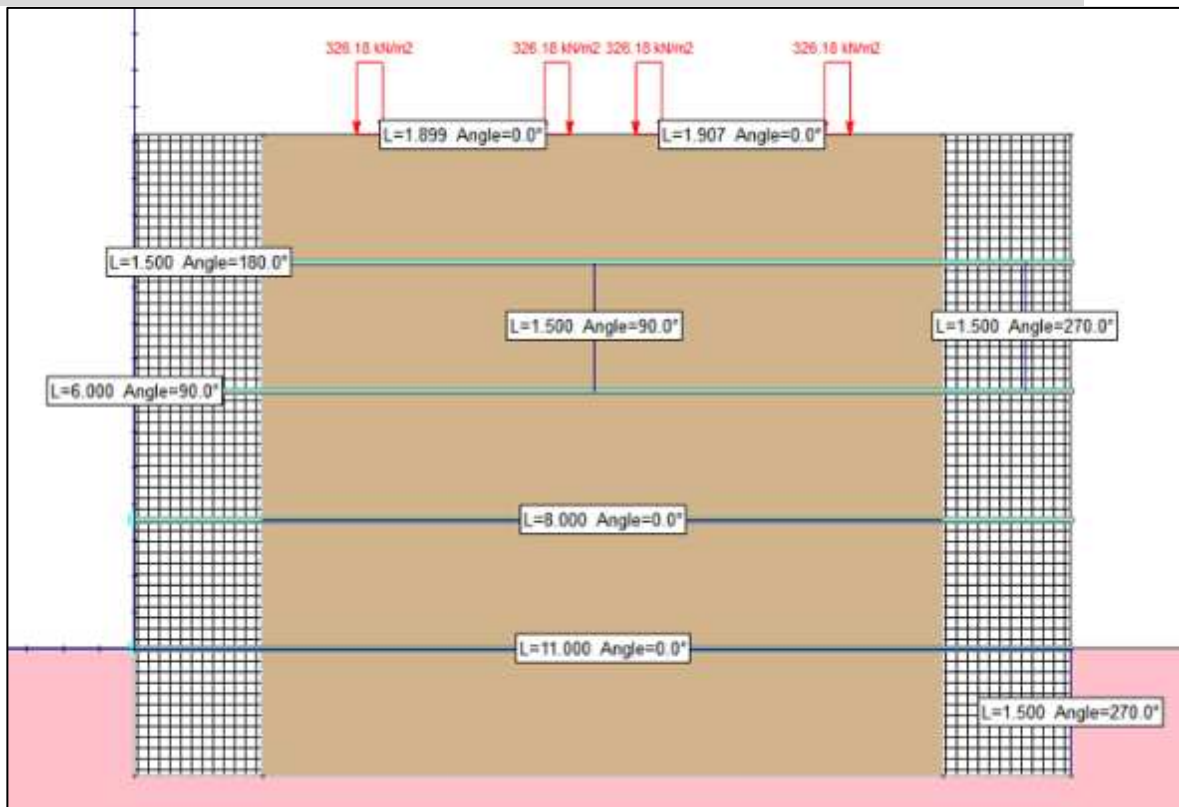 326.18 kN/m2 326.18 kN/m2 326.18 kN/m2 326.18 kN/m2
L=1.899 Angle=0.0° L=1.907 Angle=0.0°
L=1.500 Angle=180.0°
L=1.500 Angle=90.0° L=1.500 Angle=270.0°
L=6.000 Angle=90.0°
L=8.000 Angle=0.0°
L=11.000 Angle=0.0°
L=1.500 Angle=270.0°